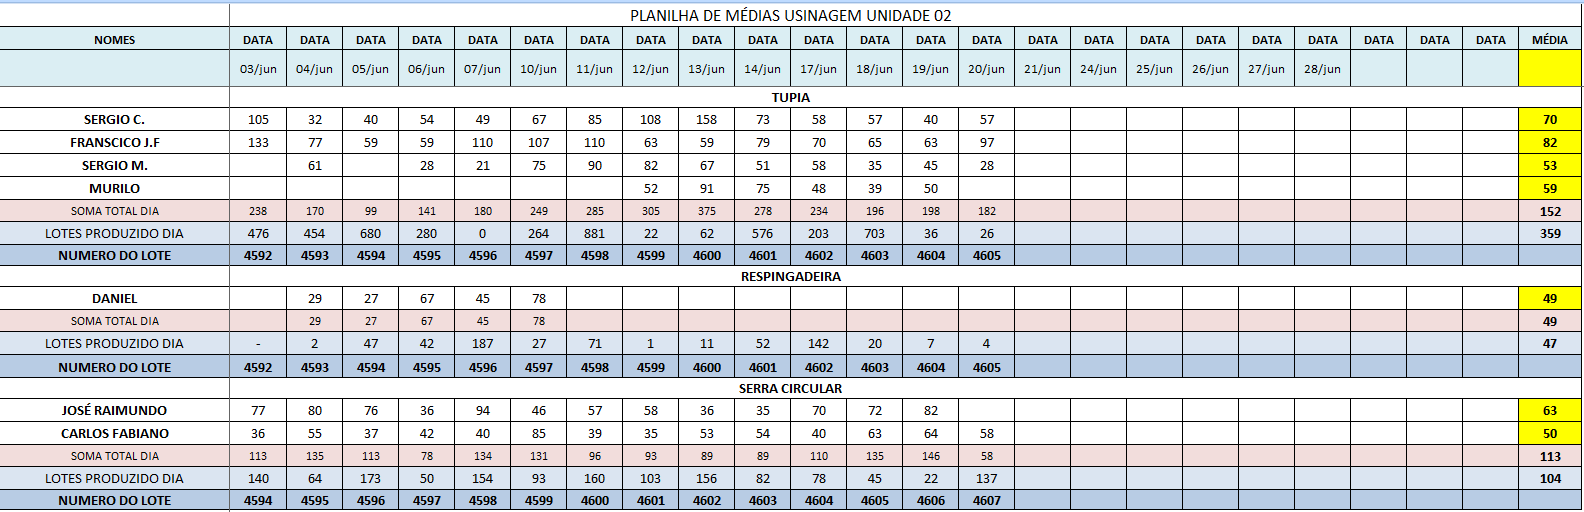 PLANILHA DE MÉDIAS USINAGEM UNIDADE 02
NOMES DATA DATA DATA DATA DATA DATA DATA DATA DATA DATA DATA DATA DATA DATA DATA DATA DATA DATA DATA DATA DATA DATA DATA MÉDIA
03/jun 04/jun 05/jun 06/jun 07/jun 10/jun 11/jun 12/jun 13/jun 14/jun 17/jun 18/jun 19/jun 20/jun 21/jun 24/jun 25/jun 26/jun 27/jun 28/jun
TUPIA
SERGIO C. 105 32 40 54 49 67 85 108 158 73 58 57 40 57 70
FRANSCICO J.F 133 77 59 59 110 107 110 63 59 79 70 65 63 97 82
SERGIO M. 61 28 21 75 90 82 67 51 58 35 45 28 53
MURILO 52 91 75 48 39 50 59
SOMA TOTAL DIA 238 170 99 141 180 249 285 305 375 278 234 196 198 182 152
LOTES PRODUZIDO DIA 476 454 680 280 0 264 881 22 62 576 203 703 36 26 359
NUMERO DO LOTE 4592 4593 4594 4595 4596 4597 4598 4599 4600 4601 4602 4603 4604 4605
RESPINGADEIRA
DANIEL 29 27 67 45 78 49
SOMA TOTAL DIA 29 27 67 45 78 49
LOTES PRODUZIDO DIA - 2 47 42 187 27 71 1 11 52 142 20 7 4 47
NUMERO DO LOTE 4592 4593 4594 4595 4596 4597 4598 4599 4600 4601 4602 4603 4604 4605
SERRA CIRCULAR
JOSÉ RAIMUNDO 77 80 76 36 94 46 57 58 36 35 70 72 82 63
CARLOS FABIANO 36 55 37 42 40 85 39 35 53 54 40 63 64 58 50
SOMA TOTAL DIA 113 135 113 78 134 131 96 93 89 89 110 135 146 58 113
LOTES PRODUZIDO DIA 140 64 173 50 154 93 160 103 156 82 78 45 22 137 104
NUMERO DO LOTE 4594 4595 4596 4597 4598 4599 4600 4601 4602 4603 4604 4605 4606 4607